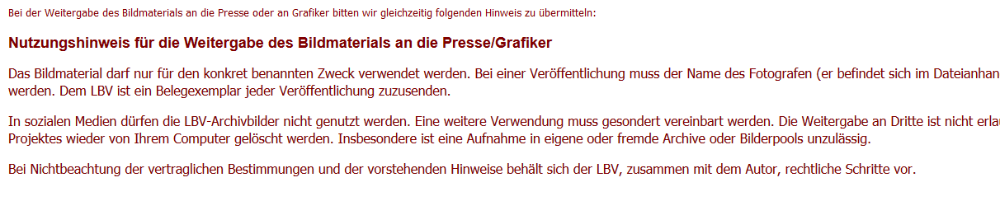 Bei der Weitergabe des Bildmaterials an die Presse oder an Grafiker bitten wir gleichzeitig folgenden Hinweis zu übermitteln:
Nutzungshinweis für die Weitergabe des Bildmaterials an die Presse/Grafiker
Das Bildmaterial darf nur für den konkret benannten Zweck verwendet werden. Bei einer Veröffentlichung muss der Name des Fotografen (er befindet sich im Dateianhan
werden. Dem LBV ist ein Belegexemplar jeder Veröffentlichung zuzusenden.
In sozialen Medien dürfen die LBV-Archivbilder nicht genutzt werden. Eine weitere Verwendung muss gesondert vereinbart werden. Die Weitergabe an Dritte ist nicht
Projektes wieder von Ihrem Computer gelöscht werden. Insbesondere ist eine Aufnahme in eigene oder fremde Archive oder Bilderpools unzulässig.
Bei Nichtbeachtung der vertraglichen Bestimmungen und der vorstehenden Hinweise behält sich der LBV, zusammen mit dem Autor, rechtliche Schritte vor.